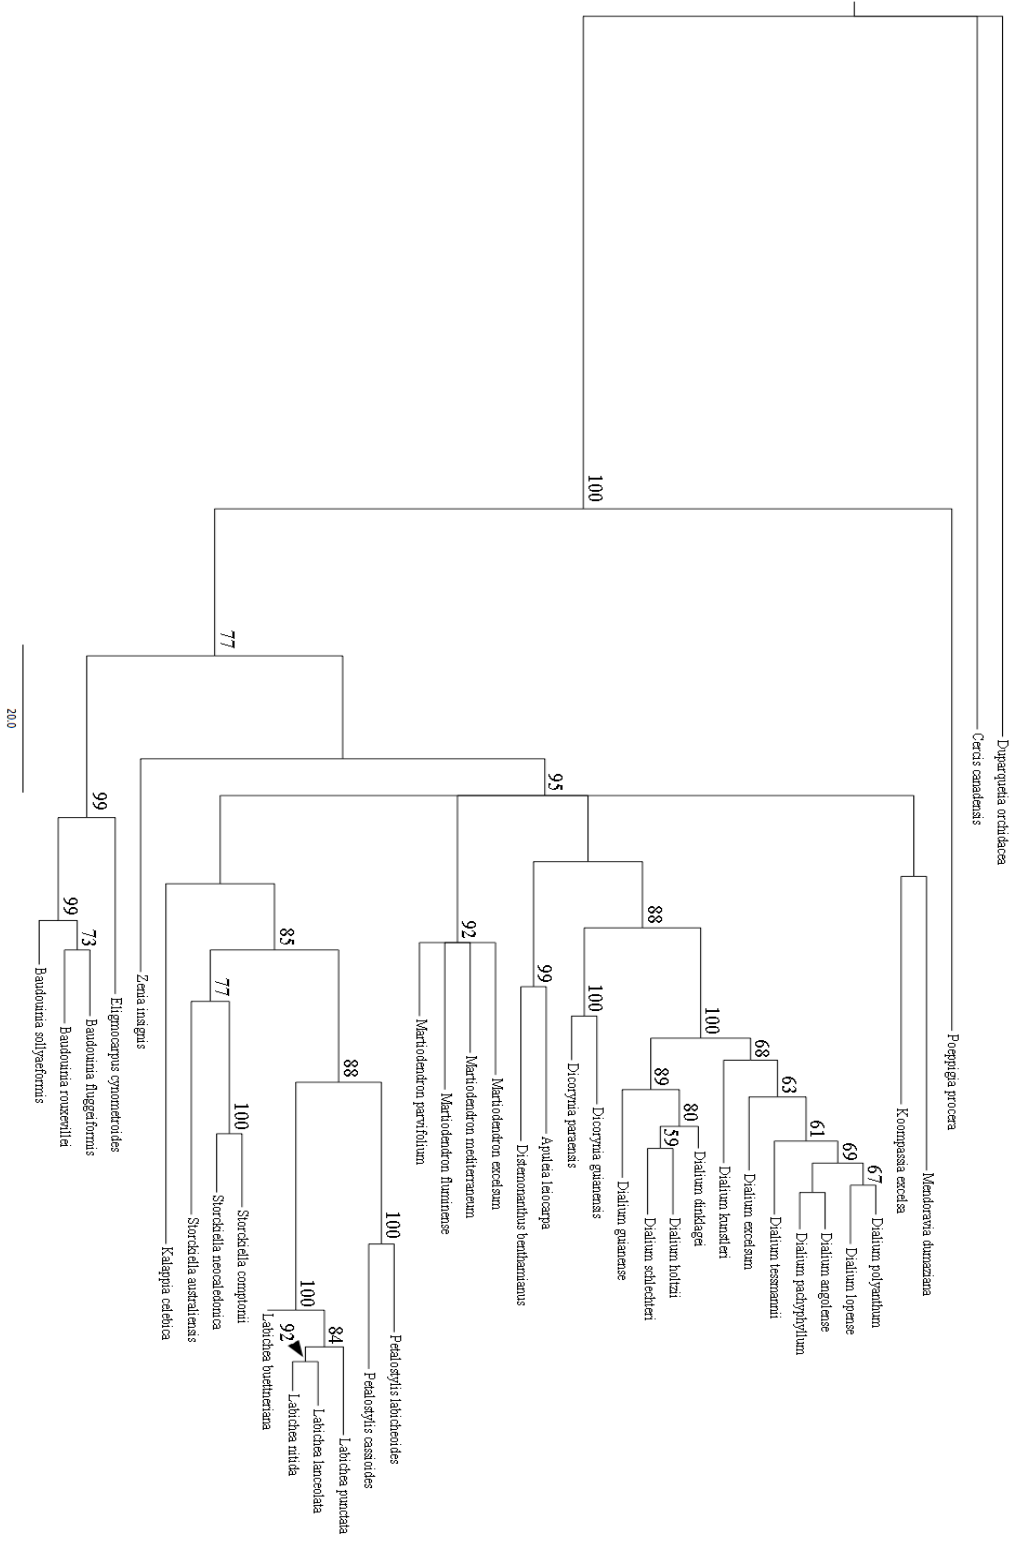 Duparquetia orchidacea
Cercis canadensis
100
Poeppigia procera
77
95
Mendoravia dumaziana
Koompassia excelsa
88
100
68
63
61
69
67
Dialium polyanthum
Dialium lopense
Dialium angolense
Dialium pachyphyllum
Dialium tessmannii
Dialium excelsum
Dialium kunstleri
89
80
59
Dialium dinklagei
Dialium holtzii
Dialium schlechteri
Dialium guianense
100
Dicorynia guianensis
Dicorynia paraensis
99
Apuleia leiocarpa
Distemonanthus benthamianus
92
Martiodendron excelsum
Martiodendron mediterraneum
Martiodendron fluminense
Martiodendron parvifolium
85
88
100
Petalostylis labicheoides
Petalostylis cassioides
100
84
92
Labichea punctata
Labichea lanceolata
Labichea nitida
Labichea buettneriana
77
100
Storckiella comptonii
Storckiella neocaledonica
Storckiella australiensis
Kalappia celebica
Zenia insignis
99
Eligmocarpus cynometroides
99
73
Baudouinia fluggeiformis
Baudouinia rouxevillei
Baudouinia sollyaeformis
20.0